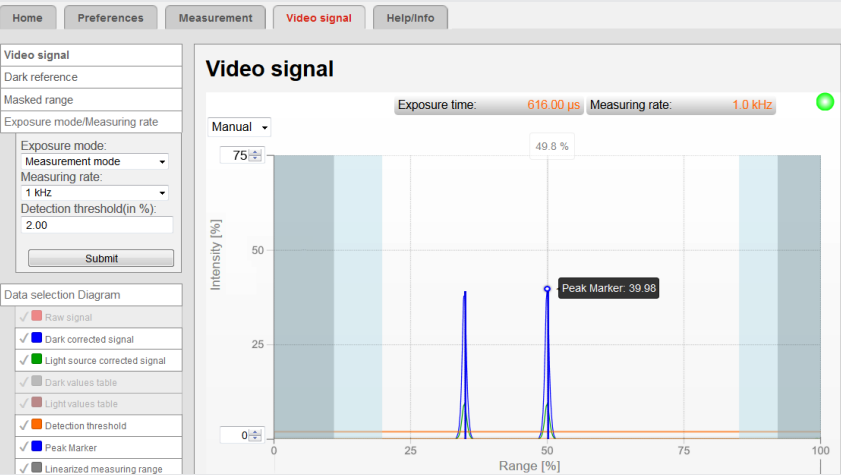 Home Preferences Measurement Video signal Help/Info
Video signal
Dark reference
Masked range
Exposure mode/Measuring rate
Exposure mode:
Measurement mode
Measuring rate:
1 kHz
Detection threshold(in %):
2.00
Submit
Data selection Diagram
Raw signal
Dark corrected signal
Light source corrected signal
Dark values table
Light values table
Detection threshold
Peak Marker
Linearized measuring range
Video signal
Exposure time: 616.00 µs Measuring rate: 1.0 kHz
Manual
75
49.8 %
Intensity [%]
50
Peak Marker: 39.98
25
0
0 25 50 75 100
Range [%]